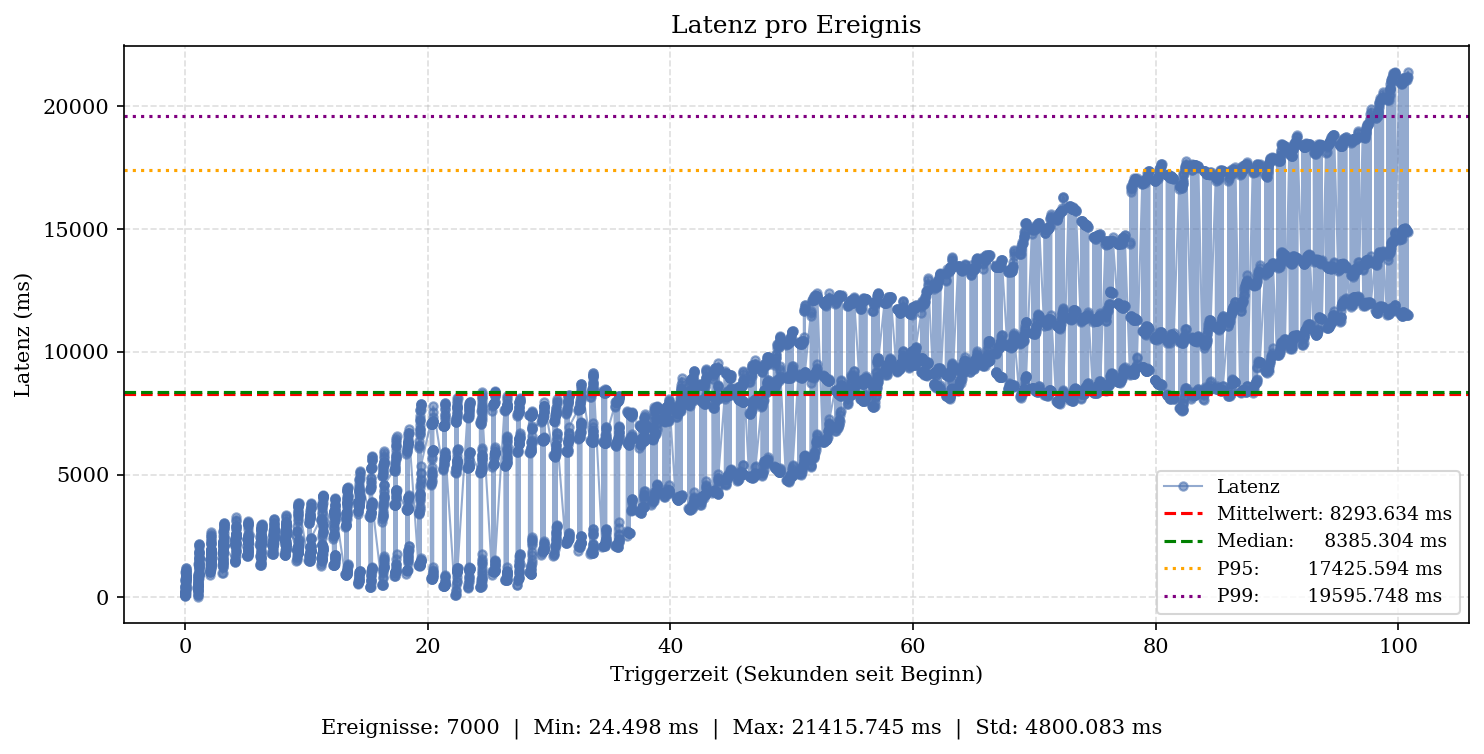 Latenz pro Ereignis
Latenz (ms)
20000
15000
10000
5000
0
0 20 40 60 80 100
Triggerzeit (Sekunden seit Beginn)
Latenz
Mittelwert: 8293.634 ms
Median: 8385.304 ms
P95: 17425.594 ms
P99: 19595.748 ms
Ereignisse: 7000 | Min: 24.498 ms | Max: 21415.745 ms | Std: 4800.083 ms